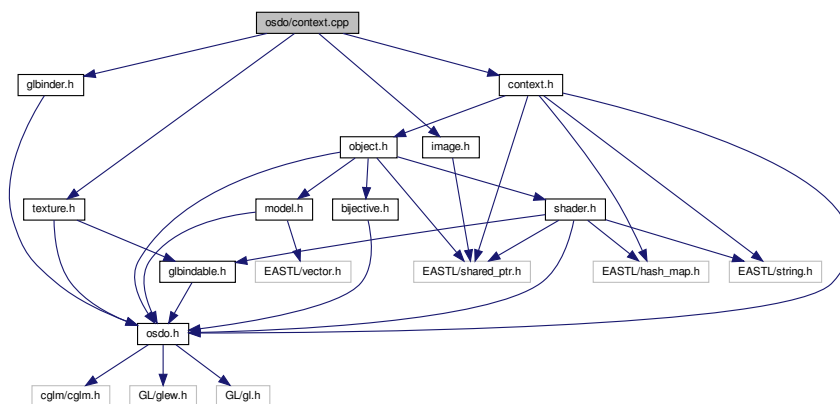 osdo/context.cpp
glbinder.h
context.h
object.h
image.h
texture.h
model.h
bijective.h
shader.h
glbindable.h
EASTL/vector.h
EASTL/shared_ptr.h
EASTL/hash_map.h
EASTL/string.h
osdo.h
cglm/cglm.h
GL/glew.h
GL/gl.h